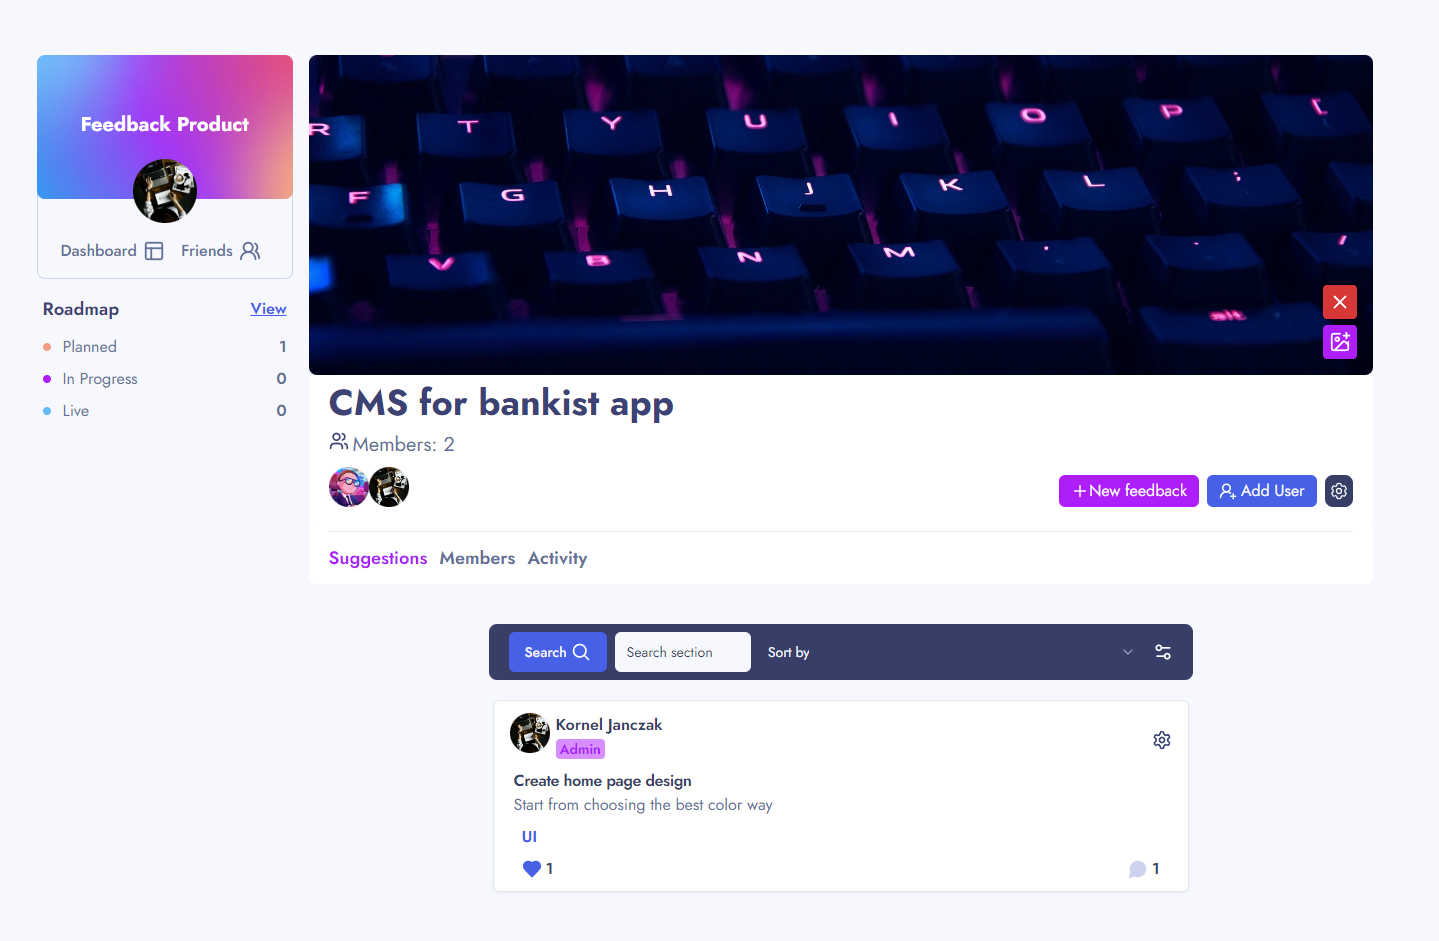 Feedback Product
Dashboard Friends
Roadmap View
Planned 1
In Progress 0
Live 0
R T Y U I O P [
F G H J K L ;
V B N M , . /
alt
CMS for bankist app
Members: 2
New feedback Add User
Suggestions Members Activity
Search Search section Sort by
Kornel Janczak
Admin
Create home page design
Start from choosing the best color way
UI
1 1